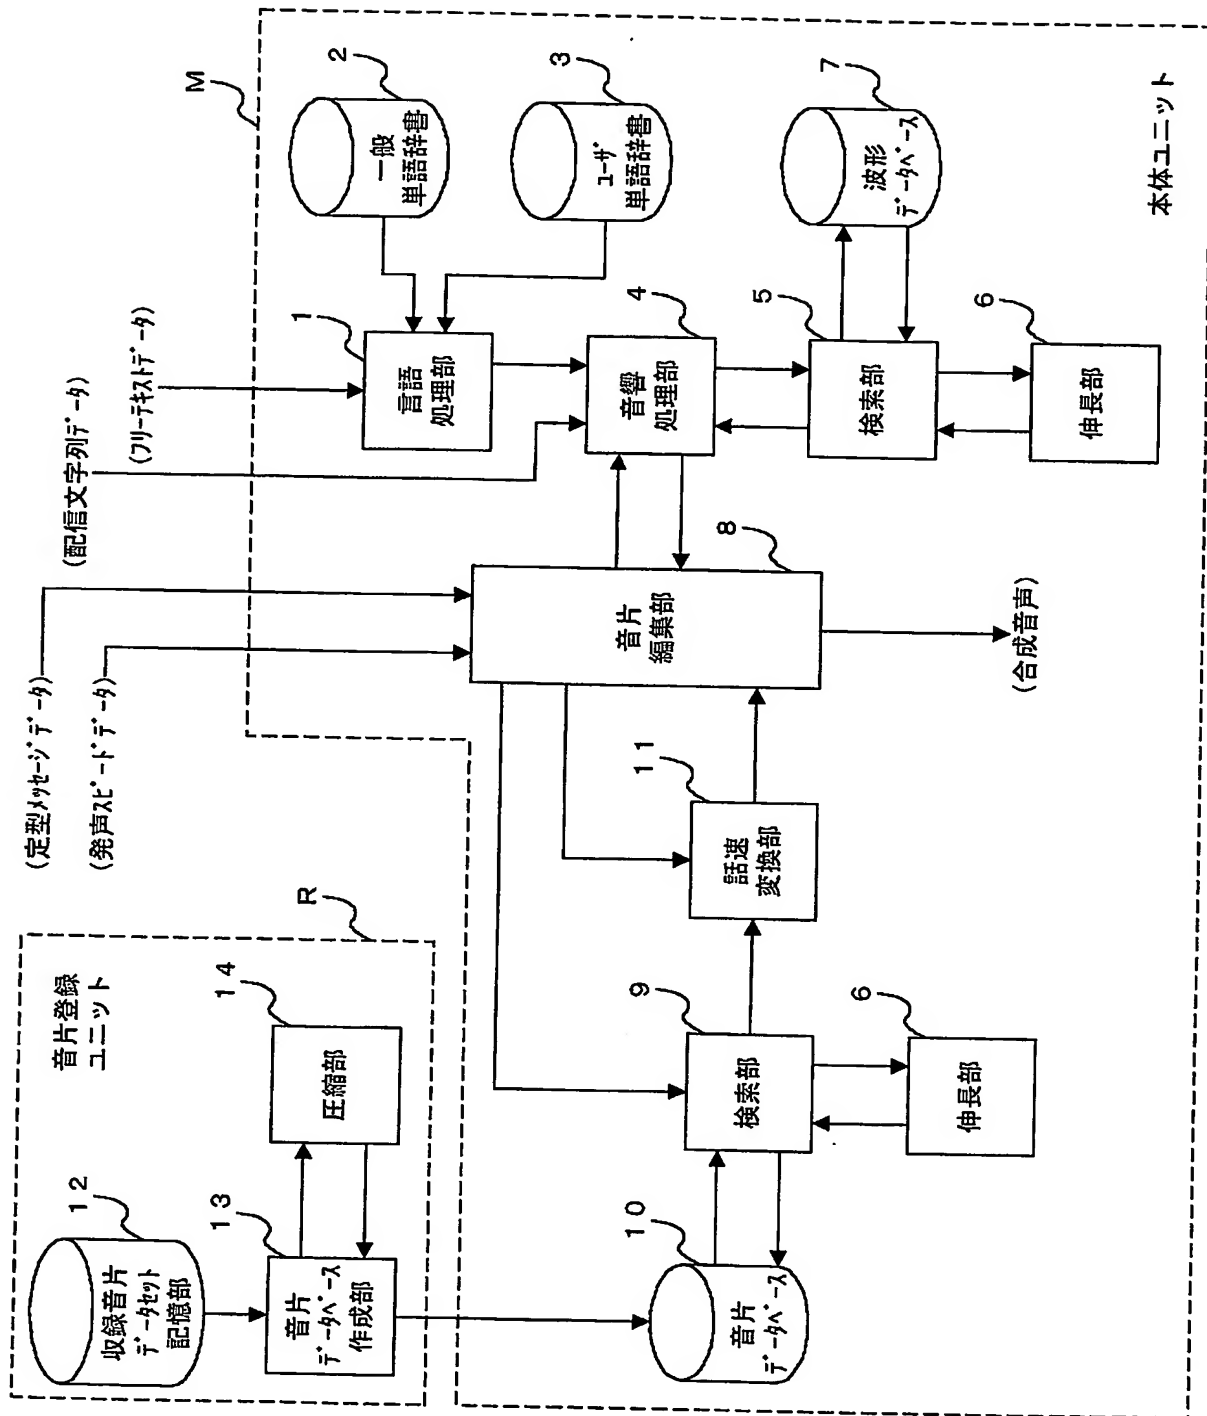 収録音片
ﾃﾞｰﾀｾｯﾄ
記憶部
12
音片登録
ユニット
音片
ﾃﾞｰﾀﾍﾞｰｽ
作成部
13
圧縮部
14
R
(定型ﾒｯｾｰｼﾞﾃﾞｰﾀ)
(発声ｽﾋﾟｰﾄﾞﾃﾞｰﾀ)
(配信文字列データ)
(ﾌﾘｰﾃｷｽﾄﾃﾞｰﾀ)
M
言語
処理部
1
一般
単語辞書
2
ﾕｰｻﾞ
単語辞書
3
音片
編集部
8
音響
処理部
4
音片
ﾃﾞｰﾀﾍﾞｰｽ
10
検索部
9
話速
変換部
11
検索部
5
波形
ﾃﾞｰﾀﾍﾞｰｽ
7
伸長部
6
(合成音声)
伸長部
6
本体ユニット